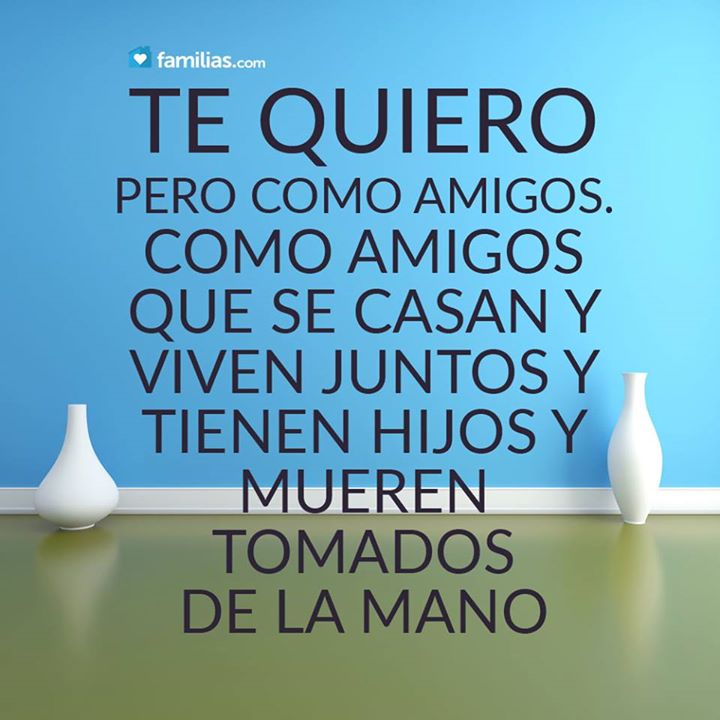 familias.com
TE QUIERO
PERO COMO AMIGOS.
COMO AMIGOS
QUE SE CASAN Y
VIVEN JUNTOS Y
TIENEN HIJOS Y
MUEREN
TOMADOS
DE LA MANO